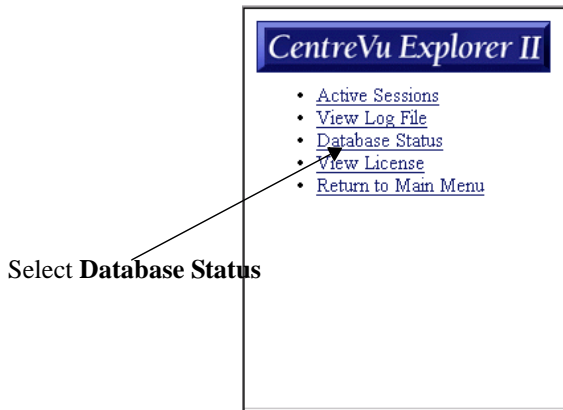 CentreVu Explorer II
• Active Sessions
• View Log File
• Database Status
• View License
• Return to Main Menu
Select Database Status